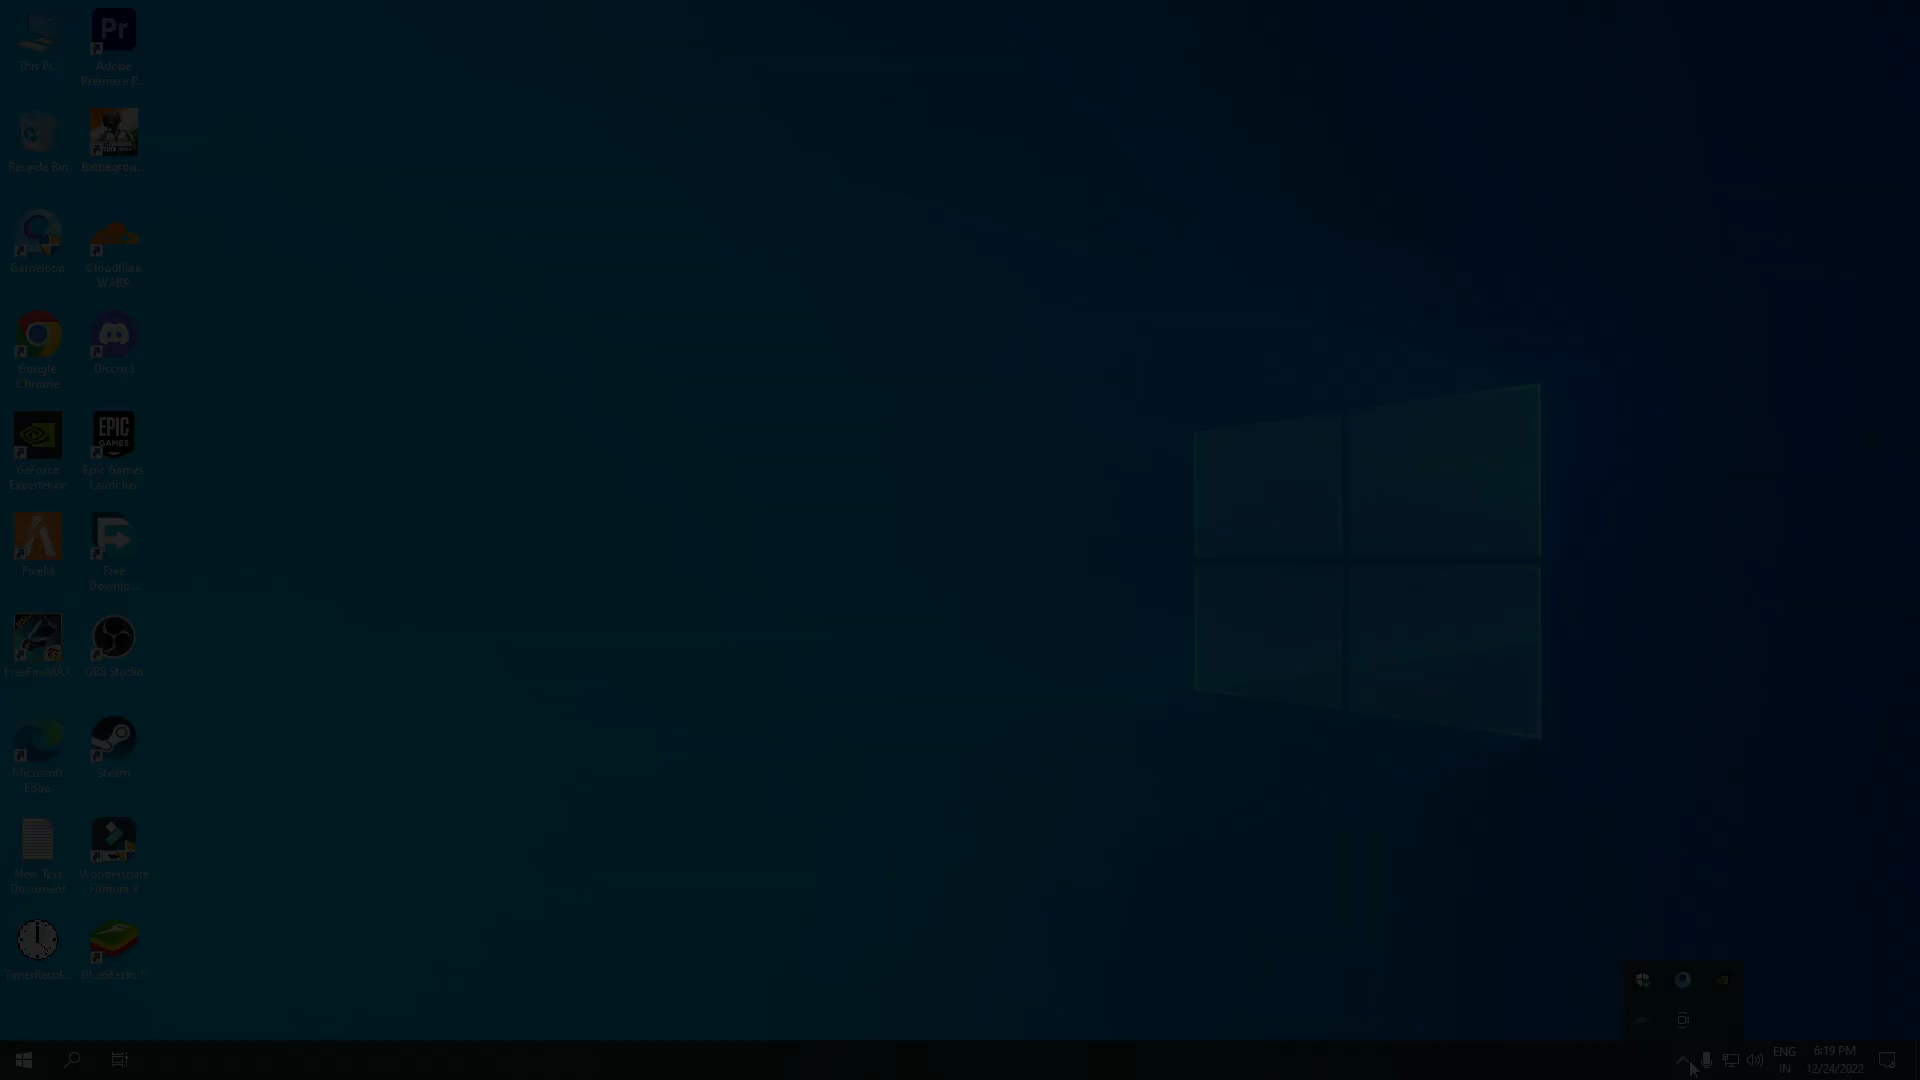 This PC
Pr
Adobe
Premiere P...
Recycle Bin
Battlegrou...
Gameloop
Cloudflare
WARP
Google
Chrome
Discord
GeForce
Experience
EPIC
GAMES
Epic Games
Launcher
FiveM
Free
Downlo...
FreeFireMAX
OBS Studio
Microsoft
Edge
Steam
New Text
Document
Wondershare
Filmora X
TimerResol...
BlueStacks 5
ENG
IN
6:19 PM
12/24/2022